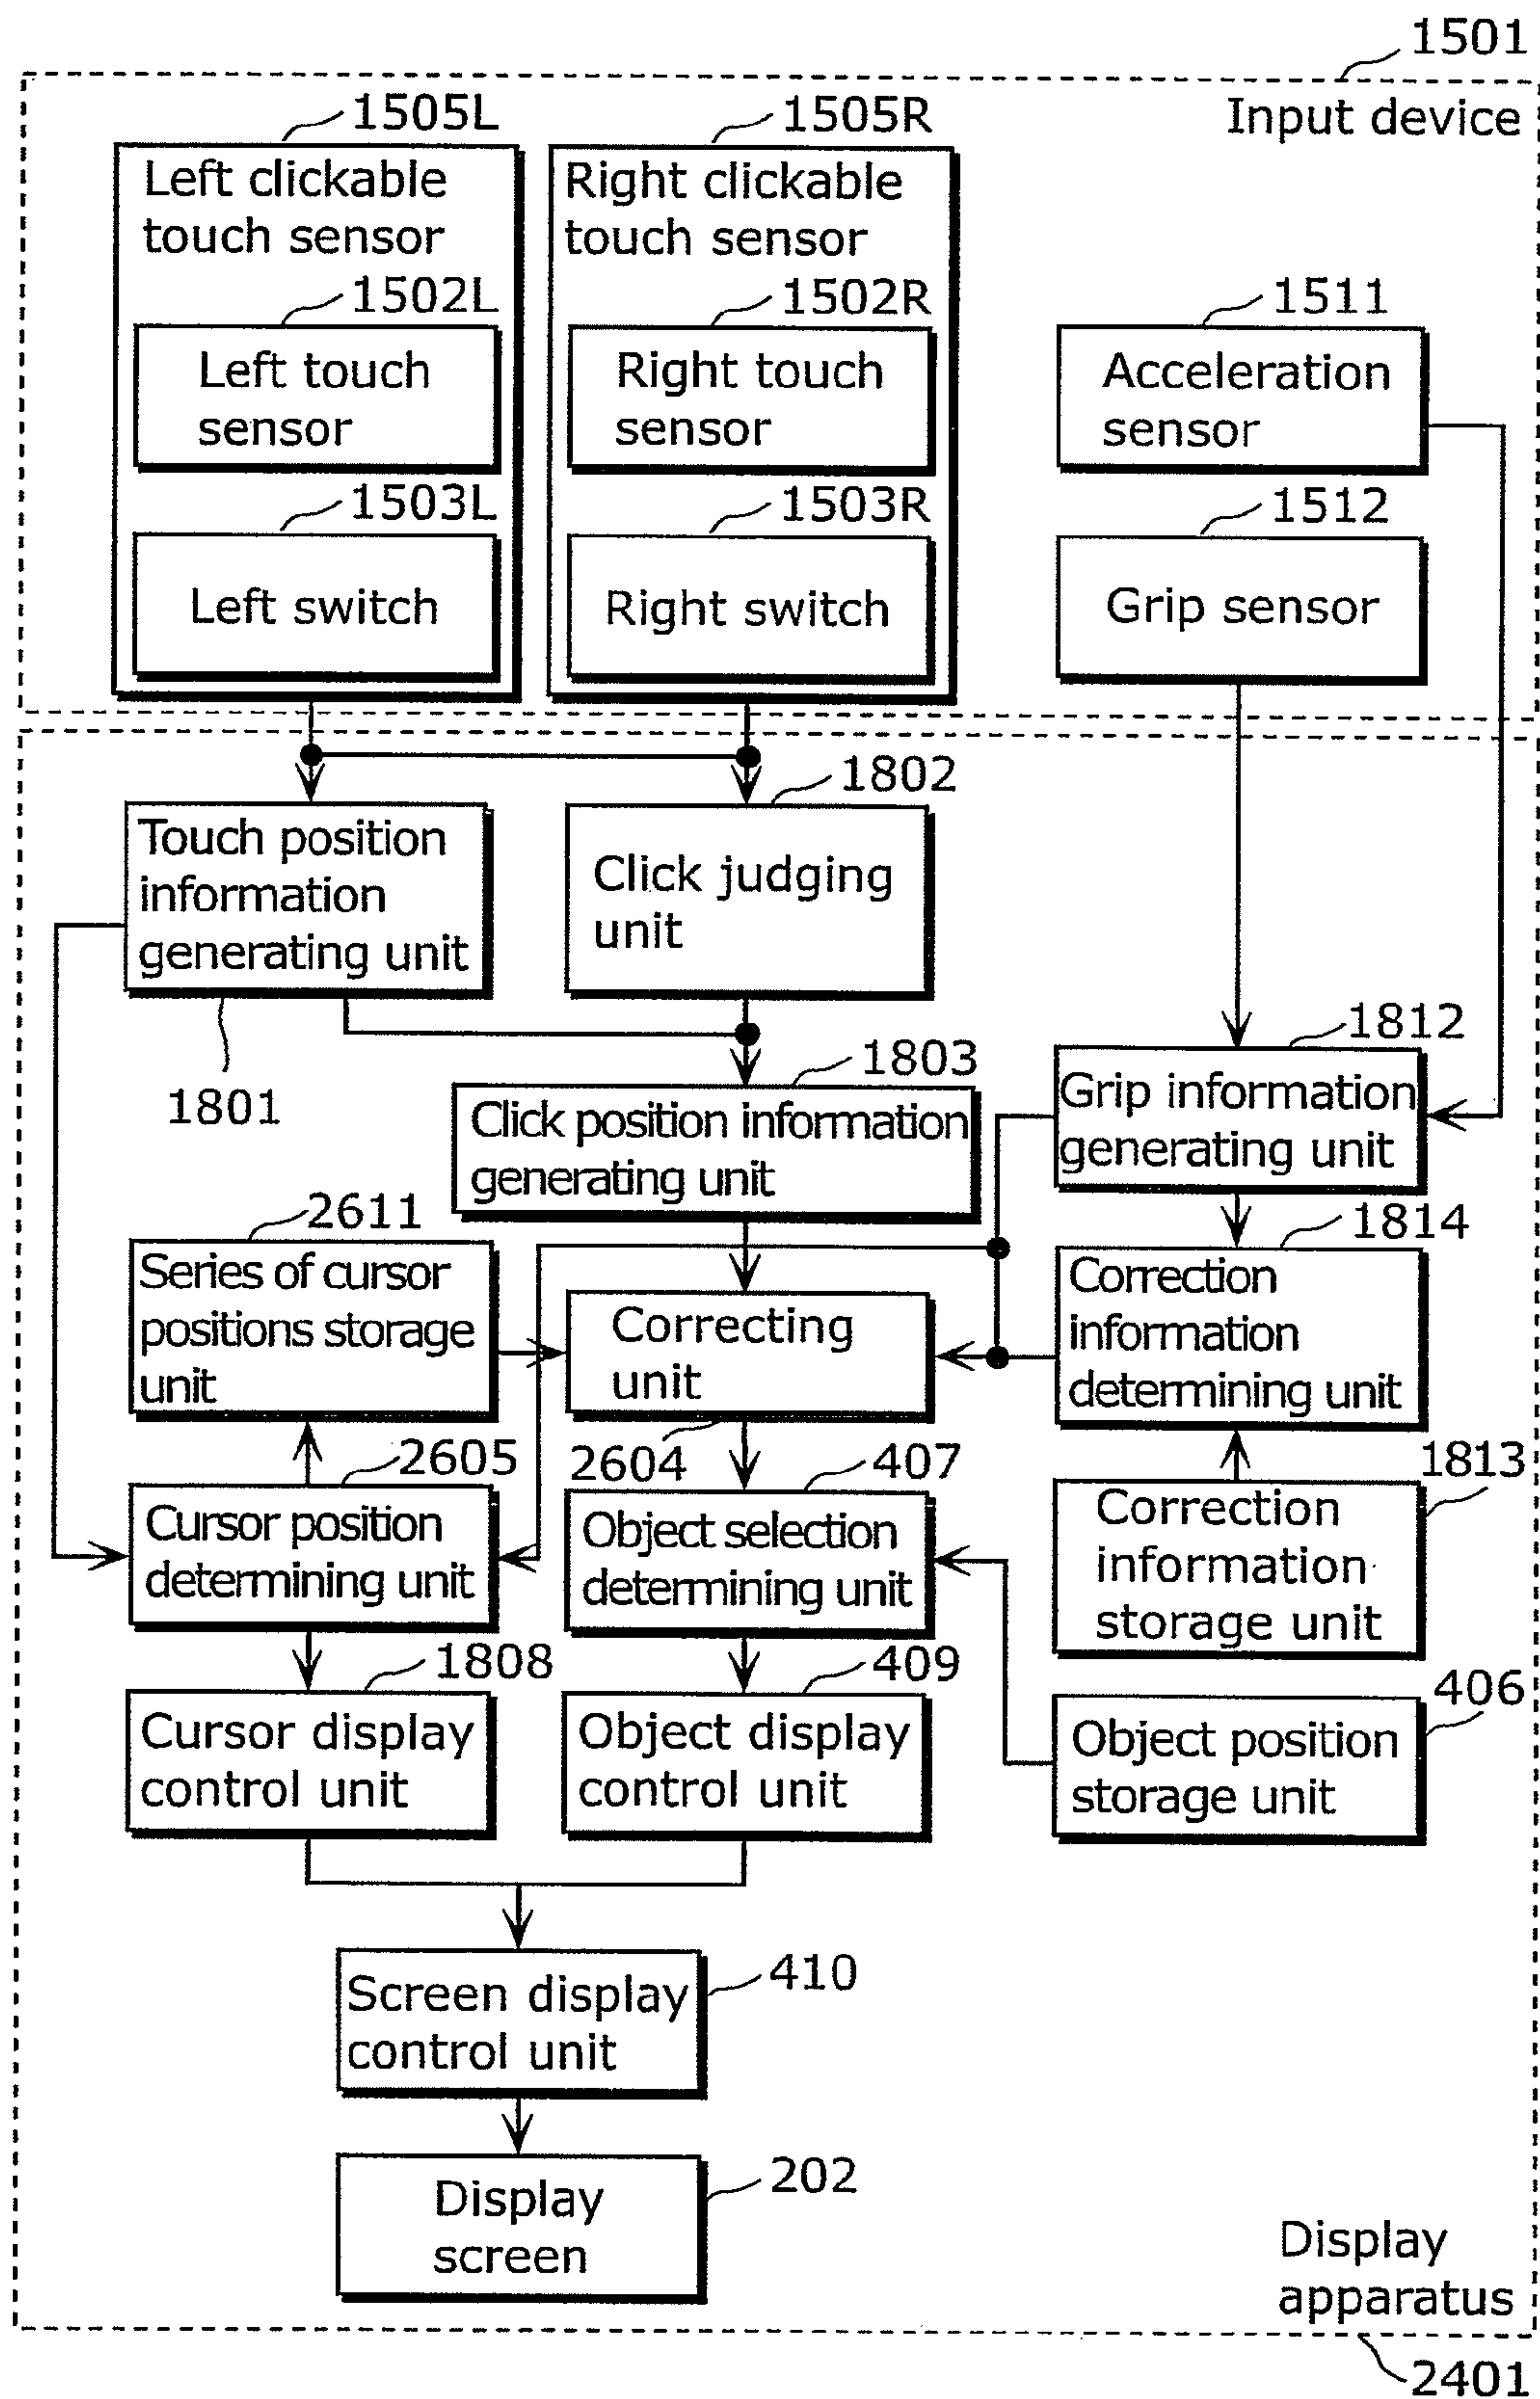 1501
Input device
1505L
1505R
Left clickable
touch sensor
Right clickable
touch sensor
1502L
1502R
1511
Left touch
sensor
Right touch
sensor
Acceleration
sensor
1503L
1503R
1512
Left switch
Right switch
Grip sensor
1802
Touch position
information
generating unit
Click judging
unit
1801
1803
1812
Click position information
generating unit
Grip information
generating unit
2611
1814
Series of cursor
positions storage
unit
Correcting
unit
Correction
information
determining unit
2605
2604
407
1813
Cursor position
determining unit
Object selection
determining unit
Correction
information
storage unit
1808
409
406
Cursor display
control unit
Object display
control unit
Object position
storage unit
410
Screen display
control unit
202
Display
screen
Display
apparatus
2401